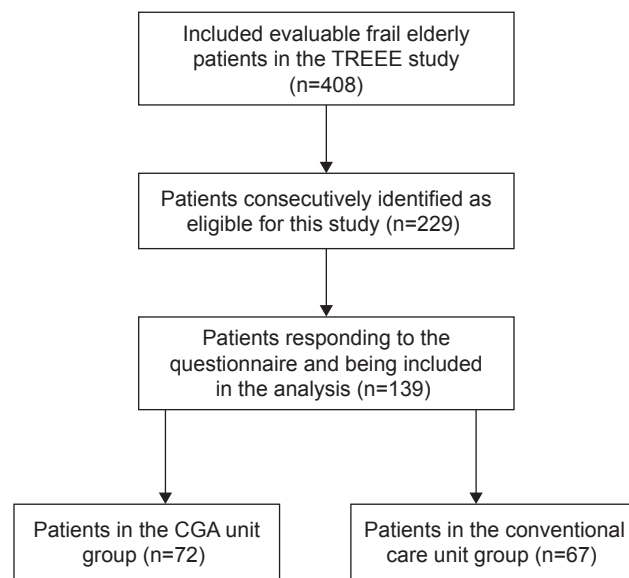 Included evaluable frail elderly
patients in the TREEE study
(n=408)
Patients consecutively identified as
eligible for this study (n=229)
Patients responding to the
questionnaire and being included
in the analysis (n=139)
Patients in the CGA unit
group (n=72)
Patients in the conventional
care unit group (n=67)